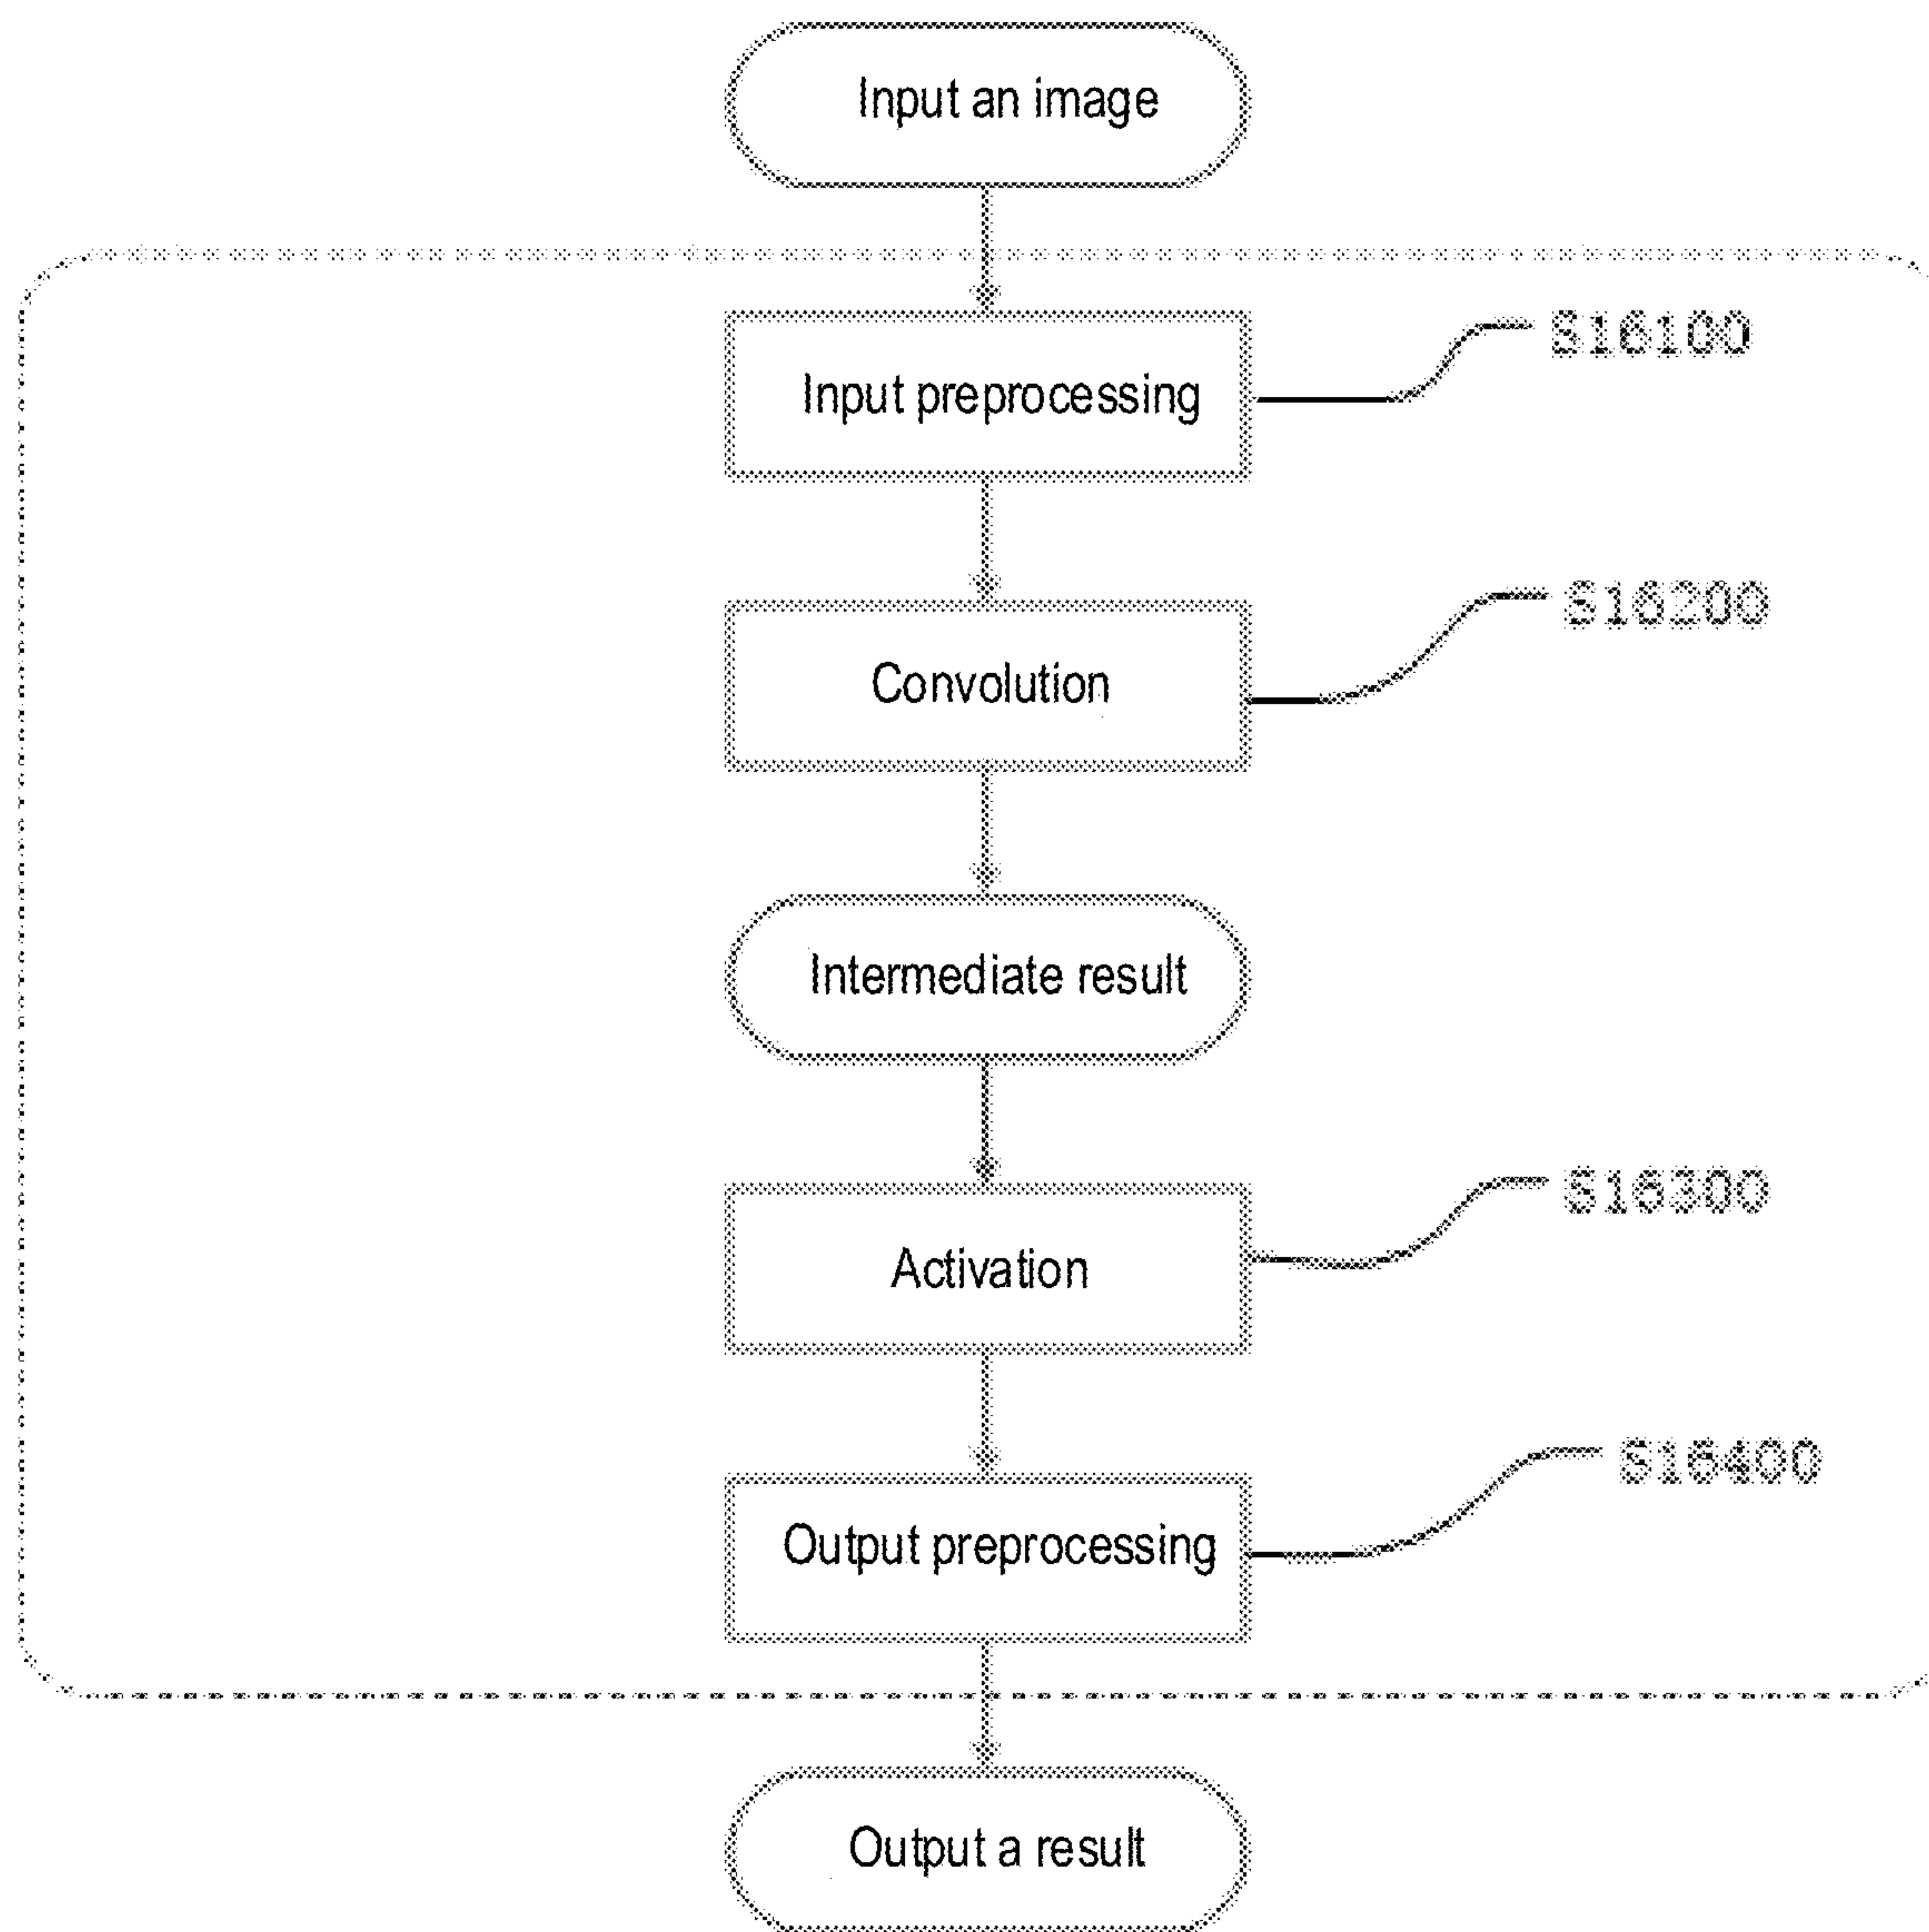 Input an image
Input preprocessing
S16100
Convolution
S16200
Intermediate result
Activation
S16300
Output preprocessing
S16400
Output a result